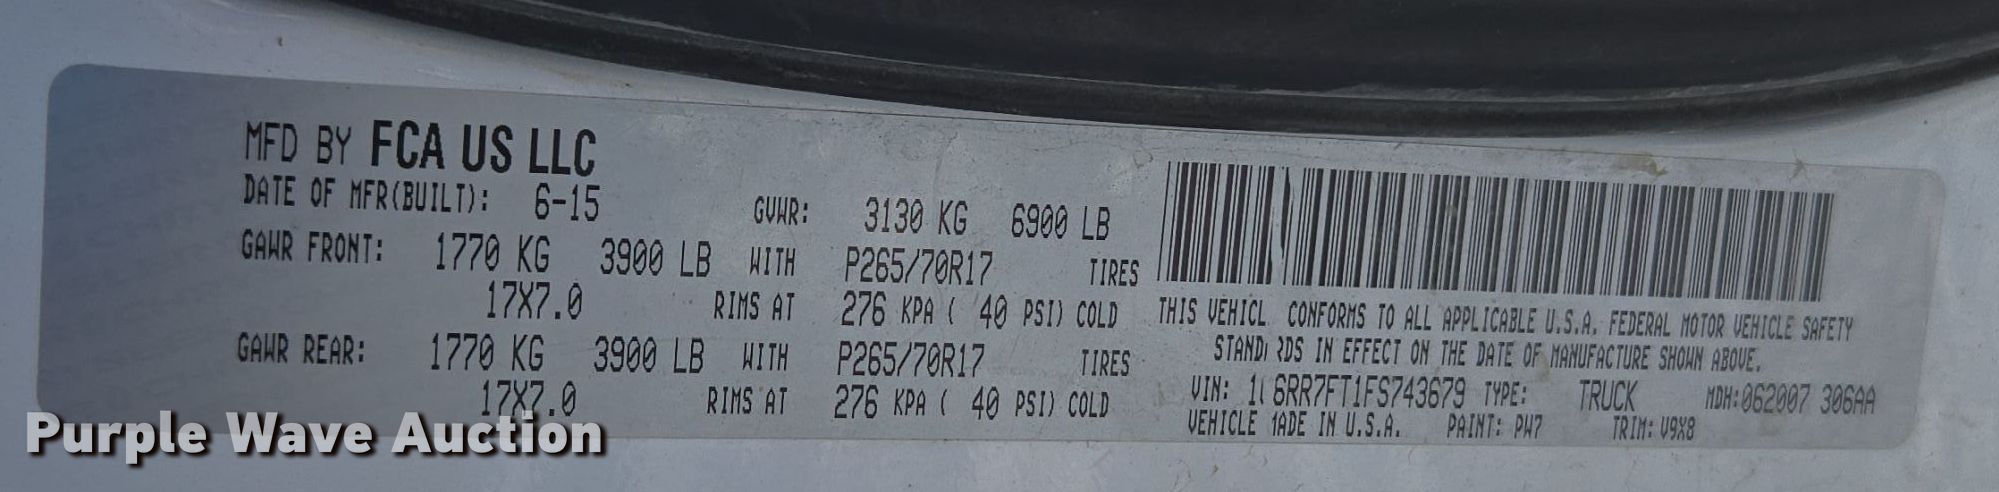 MFD BY FCA US LLC
DATE OF MFR(BUILT): 6-15 GVWR: 3130 KG 6900 LB
GAWR FRONT: 1770 KG 3900 LB WITH P265/70R17 TIRES
17X7.0 RIMS AT 276 KPA ( 40 PSI) COLD
GAWR REAR: 1770 KG 3900 LB WITH P265/70R17 TIRES
17X7.0 RIMS AT 276 KPA ( 40 PSI) COLD
THIS VEHICL CONFORMS TO ALL APPLICABLE U.S.A. FEDERAL MOTOR VEHICLE SAFETY
STANDARDS IN EFFECT ON THE DATE OF MANUFACTURE SHOWN ABOVE.
VIN: 1C6RR7FT1FS743679 TYPE: TRUCK MDH:062007 306AA
VEHICLE MADE IN U.S.A. PAINT: PW7 TRIM: V9X8
Purple Wave Auction